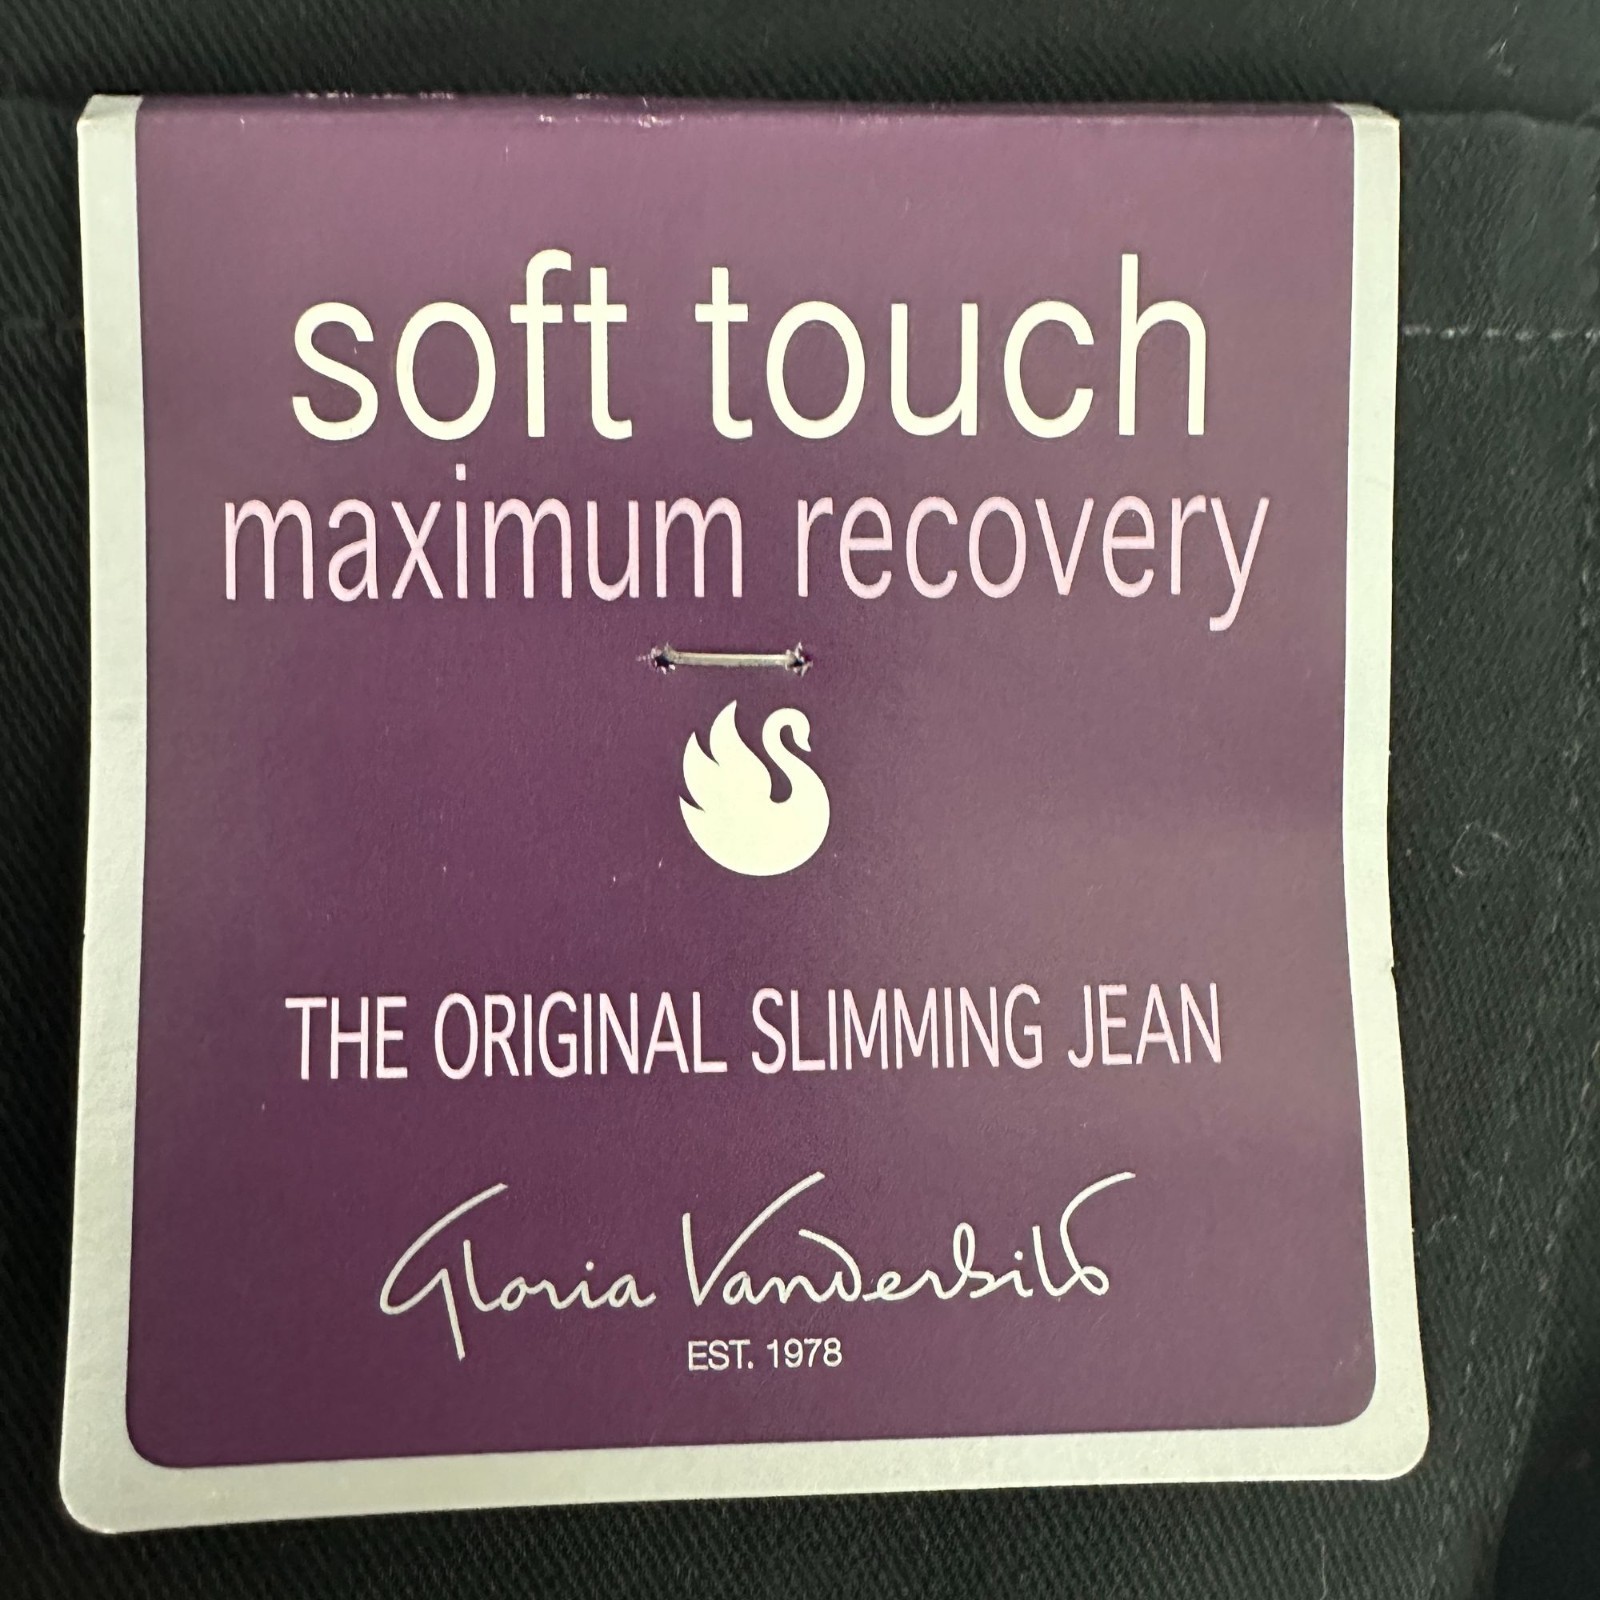 soft touch
maximum recovery
THE ORIGINAL SLIMMING JEAN
Gloria Vanderbilt
EST. 1978